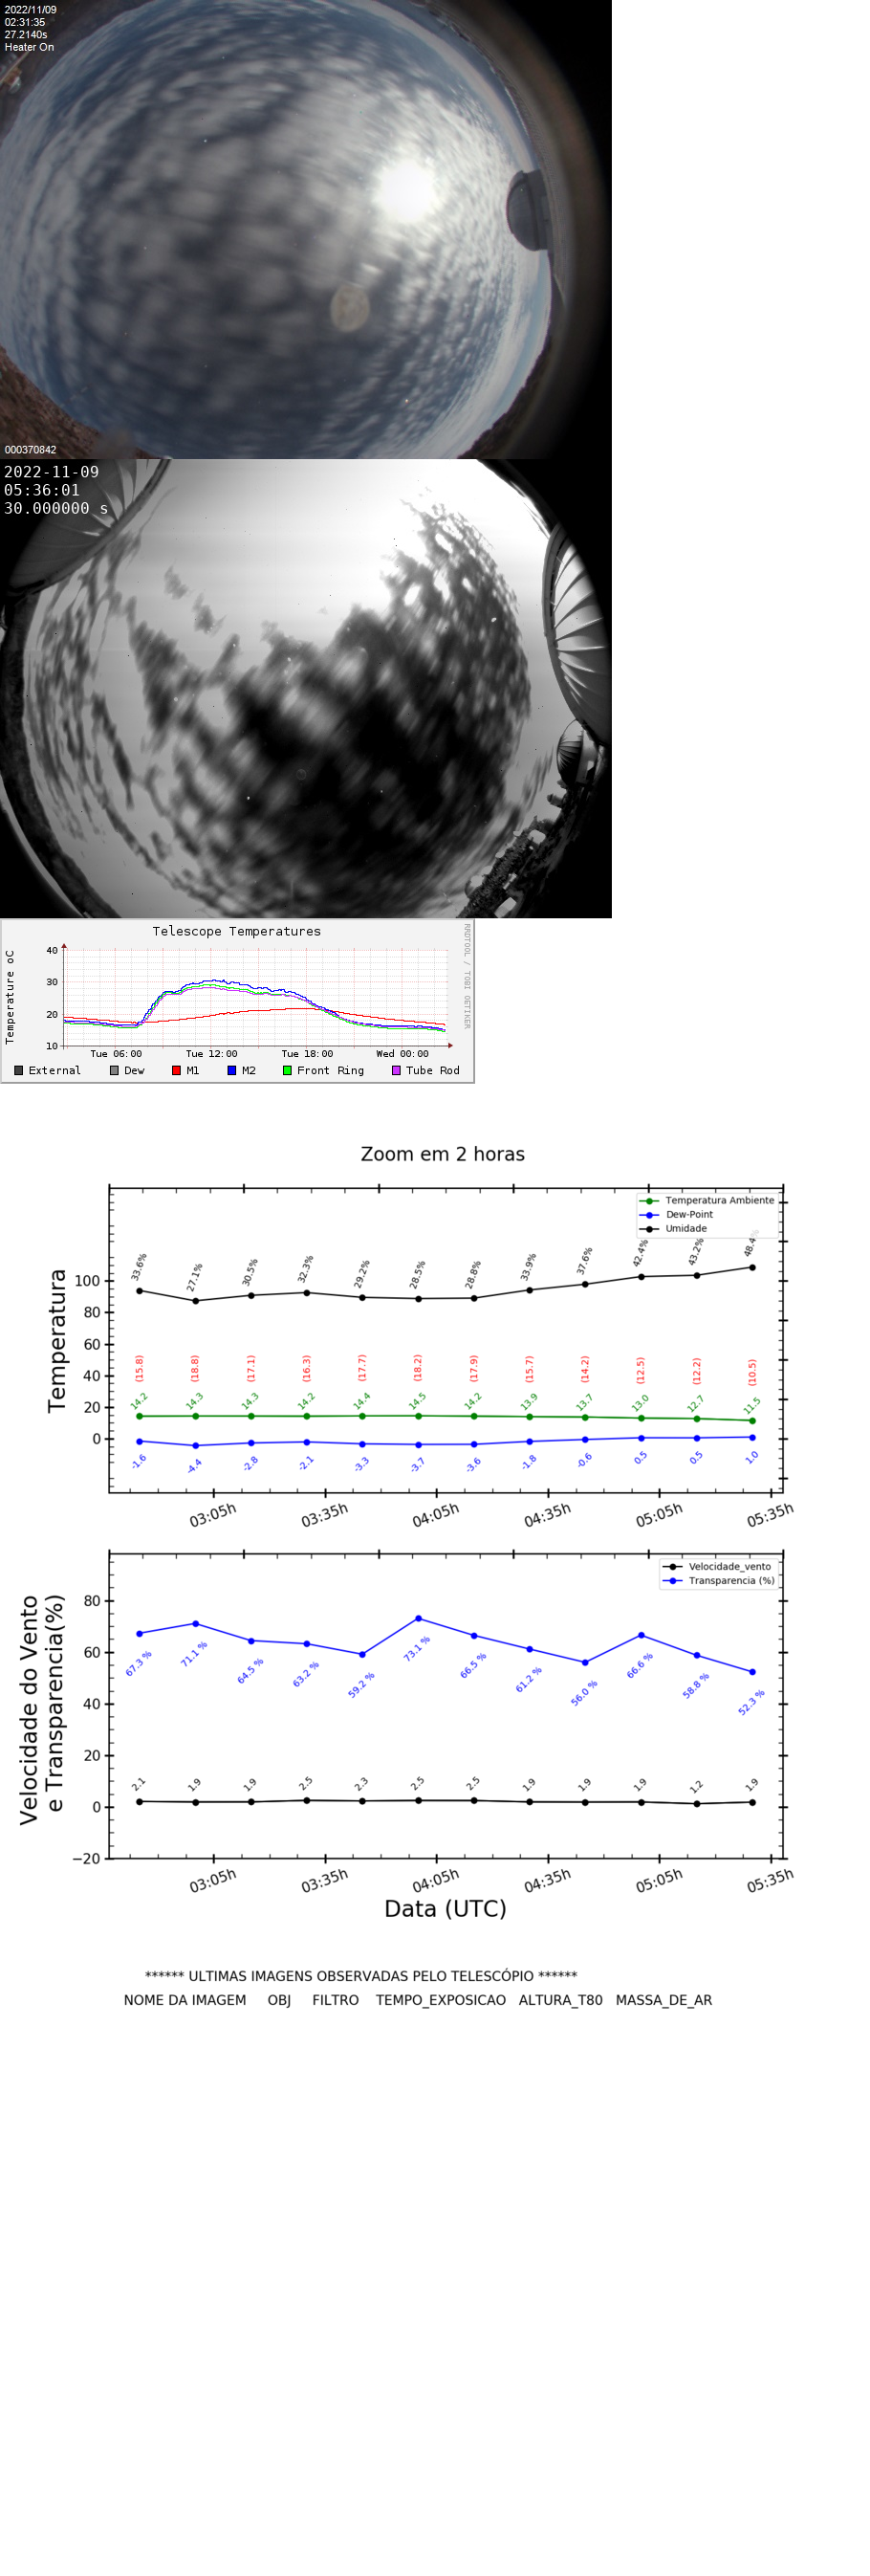 2022/11/09
02:31:35
27.2140s
Heater On
000370842
2022-11-09
05:36:01
30.000000 s
Telescope Temperatures
RRDTOOL / TOBI OETIKER
Temperature oC
40
30
20
10
Tue 06:00 Tue 12:00 Tue 18:00 Wed 00:00
External Dew M1 M2 Front Ring Tube Rod
Zoom em 2 horas
Temperatura Ambiente
Dew-Point
Umidade
Temperatura
33.6% 27.1% 30.5% 32.3% 29.2% 28.5% 28.8% 33.9% 37.6% 42.4% 43.2% 48.4%
100
80
60
40
20
0
(15.8) (18.8) (17.1) (16.3) (17.7) (18.2) (17.9) (15.7) (14.2) (12.5) (12.2) (10.5)
14.2 14.3 14.3 14.2 14.4 14.5 14.2 13.9 13.7 13.0 12.7 11.5
-1.6 -4.4 -2.8 -2.1 -3.3 -3.7 -3.6 -1.8 -0.6 0.5 0.5 1.0
03:05h 03:35h 04:05h 04:35h 05:05h 05:35h
Velocidade_vento
Transparencia (%)
Velocidade do Vento
e Transparencia(%)
80
60
40
20
0
−20
67.3 % 71.1 % 64.5 % 63.2 % 59.2 % 73.1 % 66.5 % 61.2 % 56.0 % 66.6 % 58.8 % 52.3 %
2.1 1.9 1.9 2.5 2.3 2.5 2.5 1.9 1.9 1.9 1.2 1.9
03:05h 03:35h 04:05h 04:35h 05:05h 05:35h
Data (UTC)
****** ULTIMAS IMAGENS OBSERVADAS PELO TELESCÓPIO ******
NOME DA IMAGEM OBJ FILTRO TEMPO_EXPOSICAO ALTURA_T80 MASSA_DE_AR